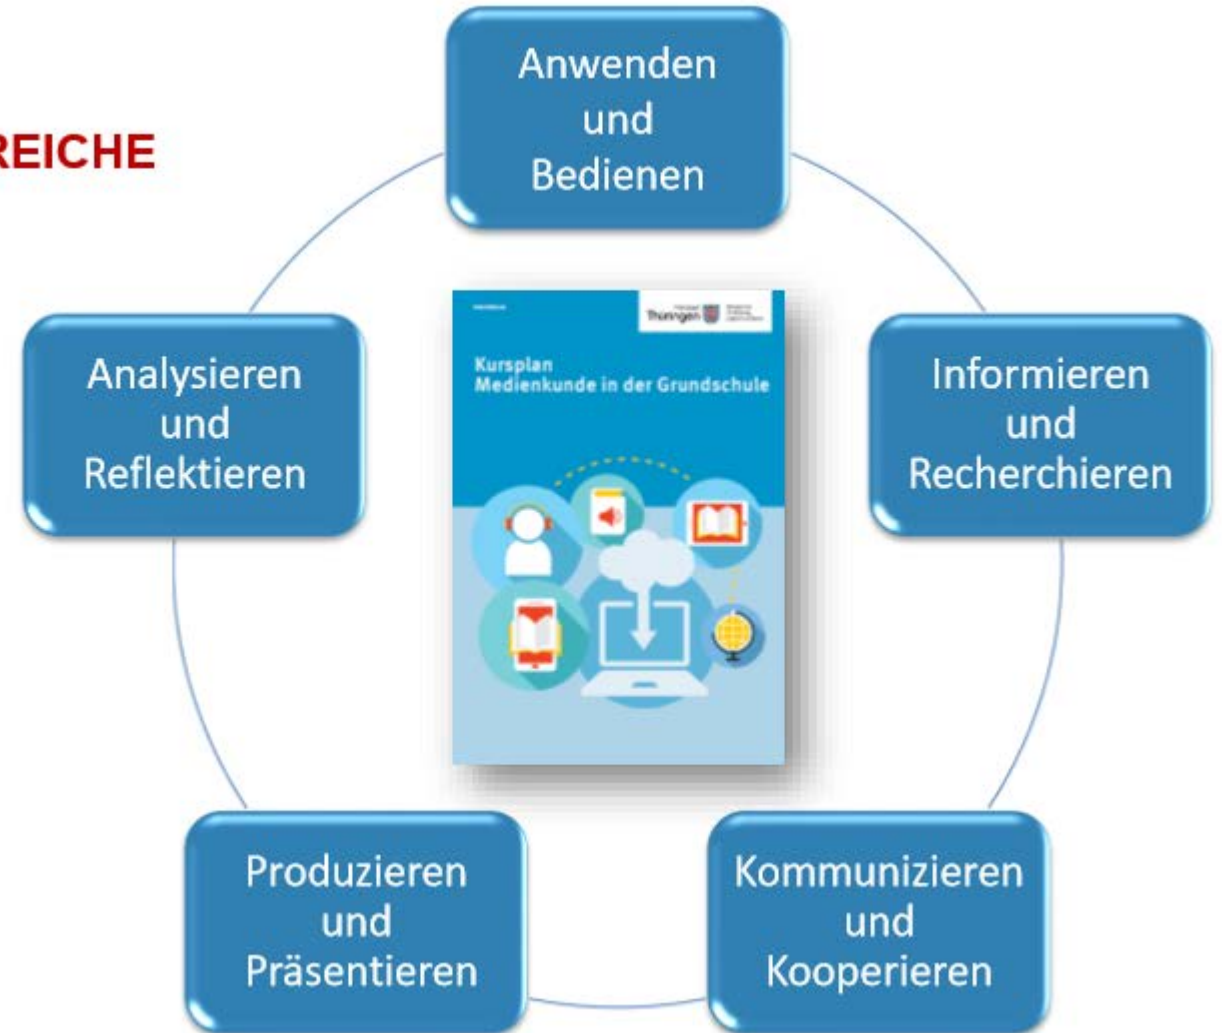 REICHE
Anwenden
und
Bedienen
Analysieren
und
Reflektieren
Thüringen
Kursplan
Medienkunde in der Grundschule
Informieren
und
Recherchieren
Produzieren
und
Präsentieren
Kommunizieren
und
Kooperieren